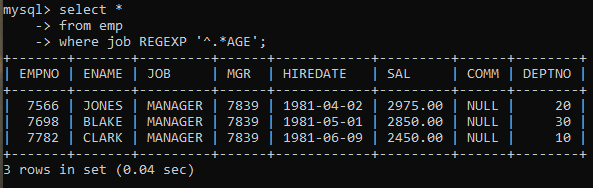 mysql> select *
    -> from emp
    -> where job REGEXP '^.*AGE';
+-------+-------+---------+------+------------+---------+------+--------+
| EMPNO | ENAME | JOB     | MGR  | HIREDATE   | SAL     | COMM | DEPTNO |
+-------+-------+---------+------+------------+---------+------+--------+
|  7566 | JONES | MANAGER | 7839 | 1981-04-02 | 2975.00 | NULL |     20 |
|  7698 | BLAKE | MANAGER | 7839 | 1981-05-01 | 2850.00 | NULL |     30 |
|  7782 | CLARK | MANAGER | 7839 | 1981-06-09 | 2450.00 | NULL |     10 |
+-------+-------+---------+------+------------+---------+------+--------+
3 rows in set (0.04 sec)